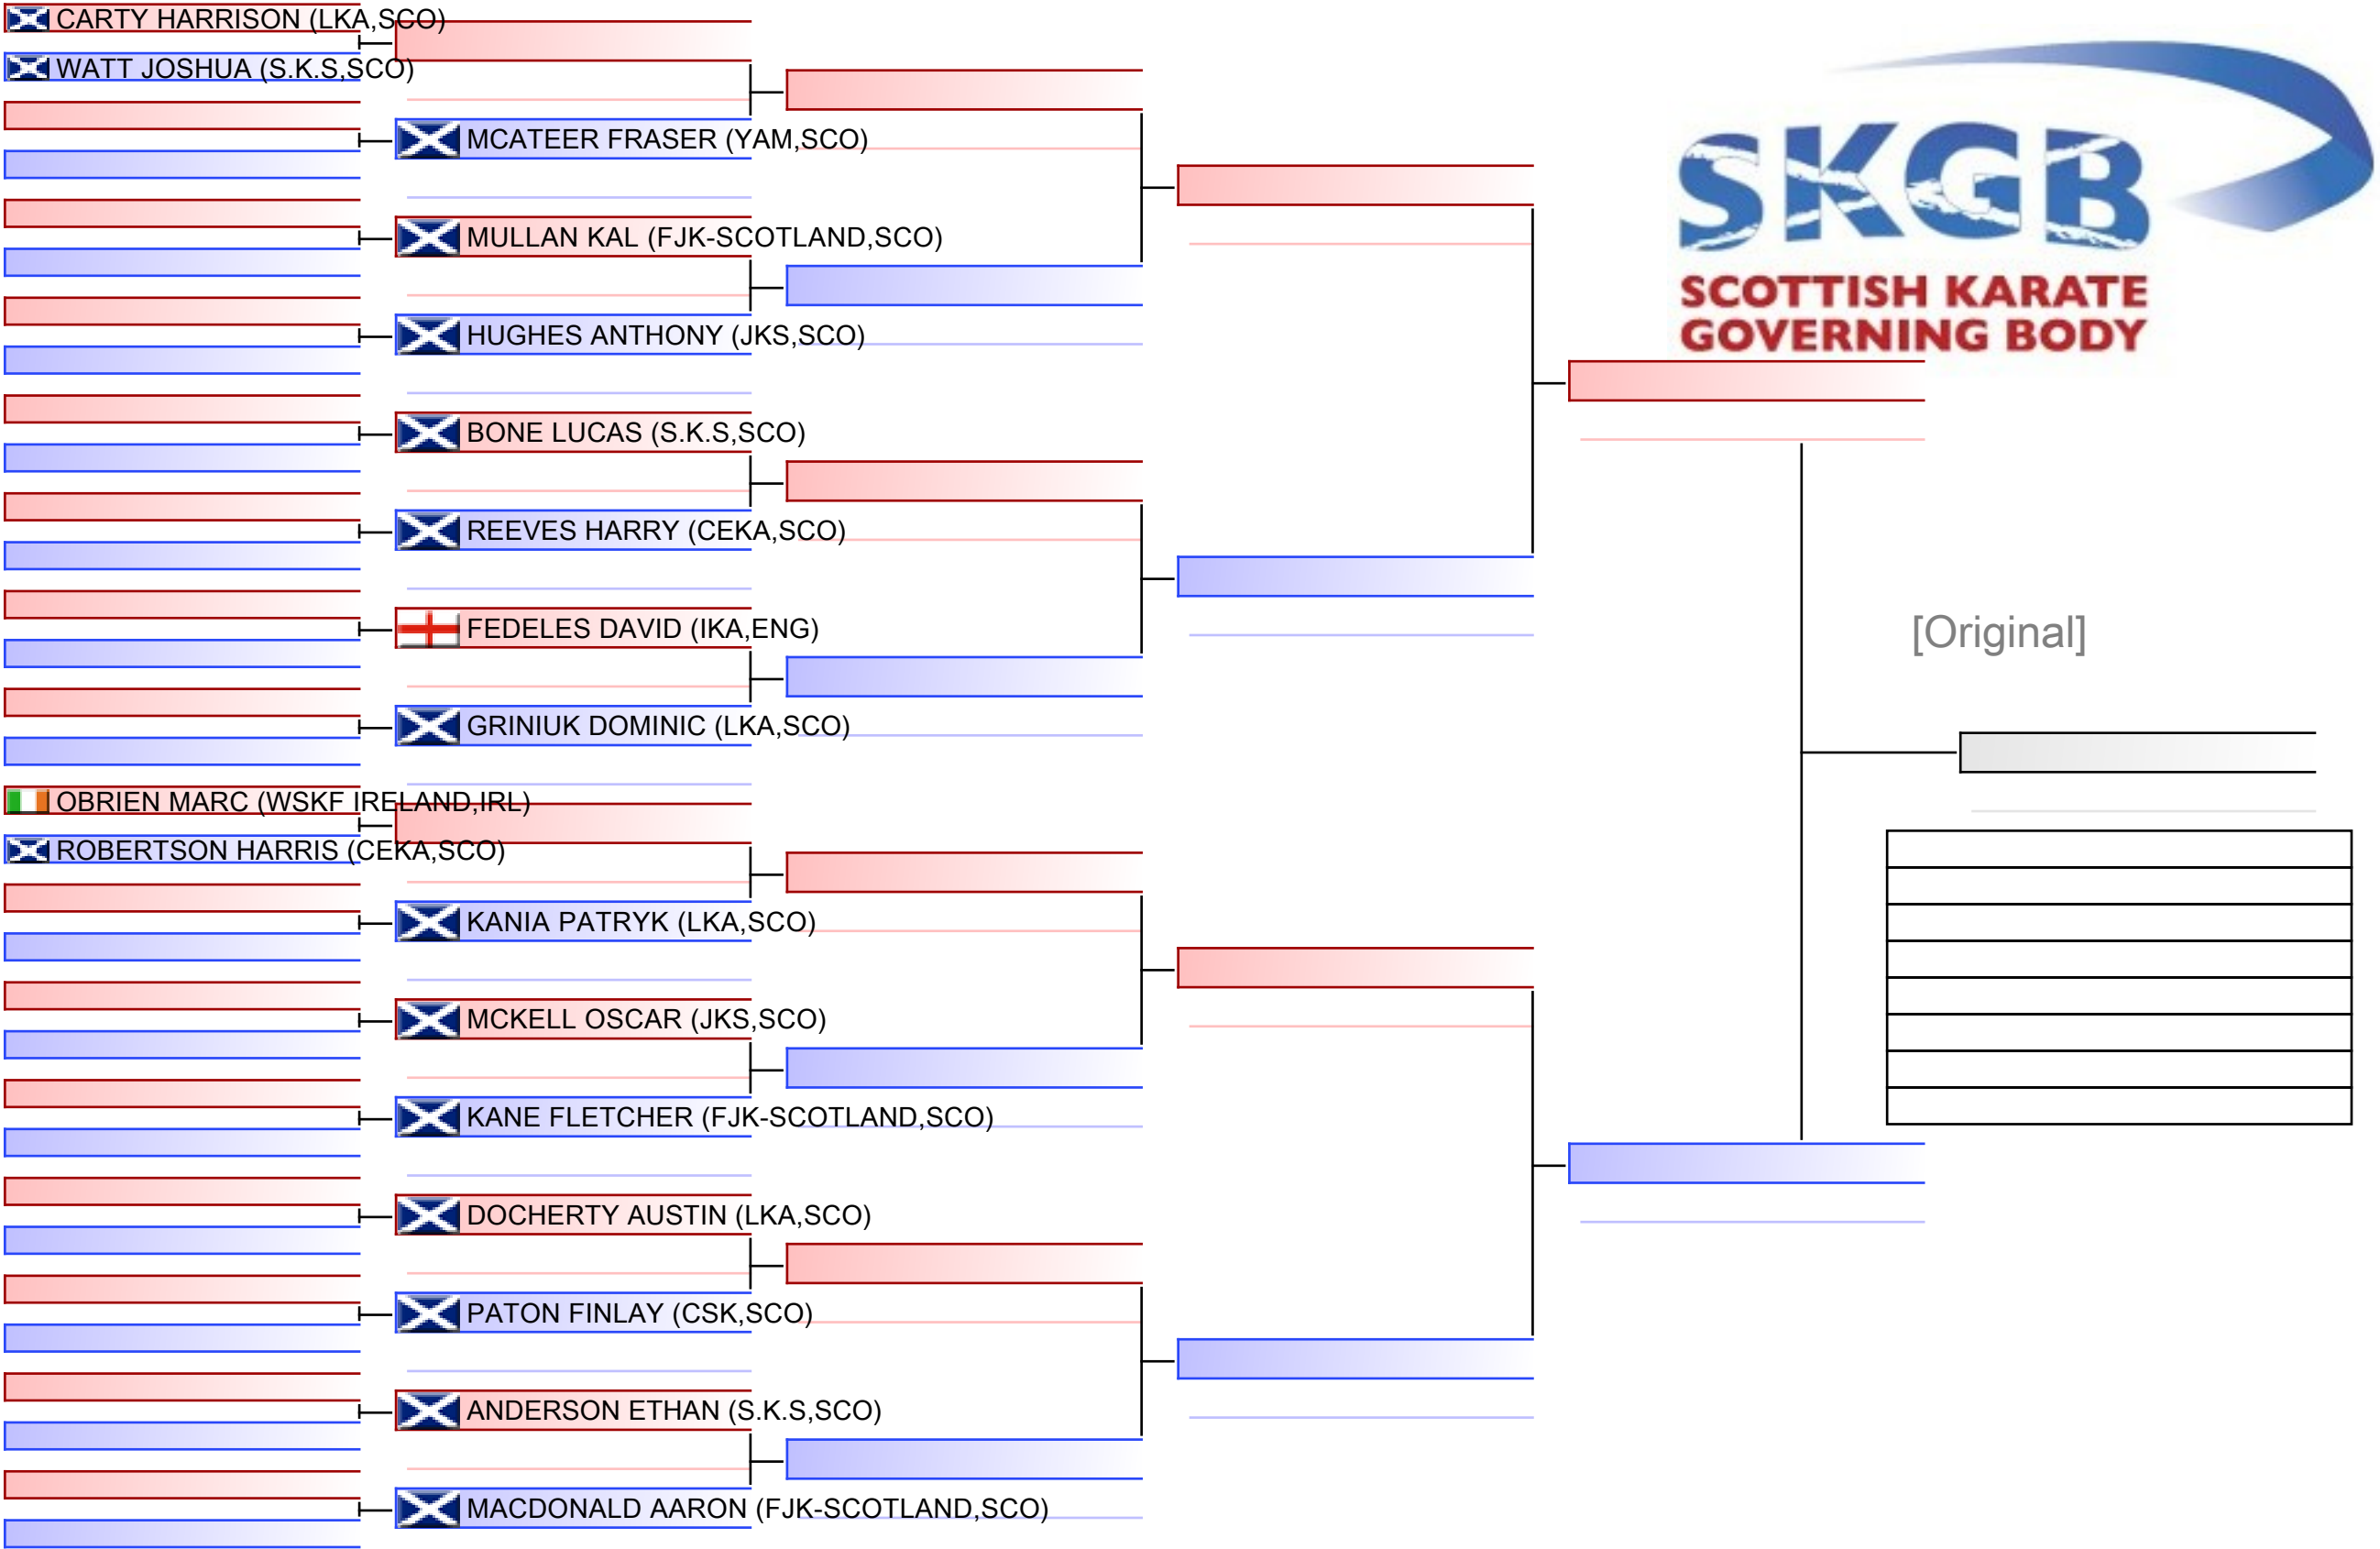 CARTY HARRISON (LKA,SCO)
WATT JOSHUA (S.K.S,SCO)
MCATEER FRASER (YAM,SCO)
MULLAN KAL (FJK-SCOTLAND,SCO)
HUGHES ANTHONY (JKS,SCO)
BONE LUCAS (S.K.S,SCO)
REEVES HARRY (CEKA,SCO)
FEDELES DAVID (IKA,ENG)
GRINIUK DOMINIC (LKA,SCO)
OBRIEN MARC (WSKF IRELAND,IRL)
ROBERTSON HARRIS (CEKA,SCO)
KANIA PATRYK (LKA,SCO)
MCKELL OSCAR (JKS,SCO)
KANE FLETCHER (FJK-SCOTLAND,SCO)
DOCHERTY AUSTIN (LKA,SCO)
PATON FINLAY (CSK,SCO)
ANDERSON ETHAN (S.K.S,SCO)
MACDONALD AARON (FJK-SCOTLAND,SCO)
SKGB
SCOTTISH KARATE
GOVERNING BODY
[Original]